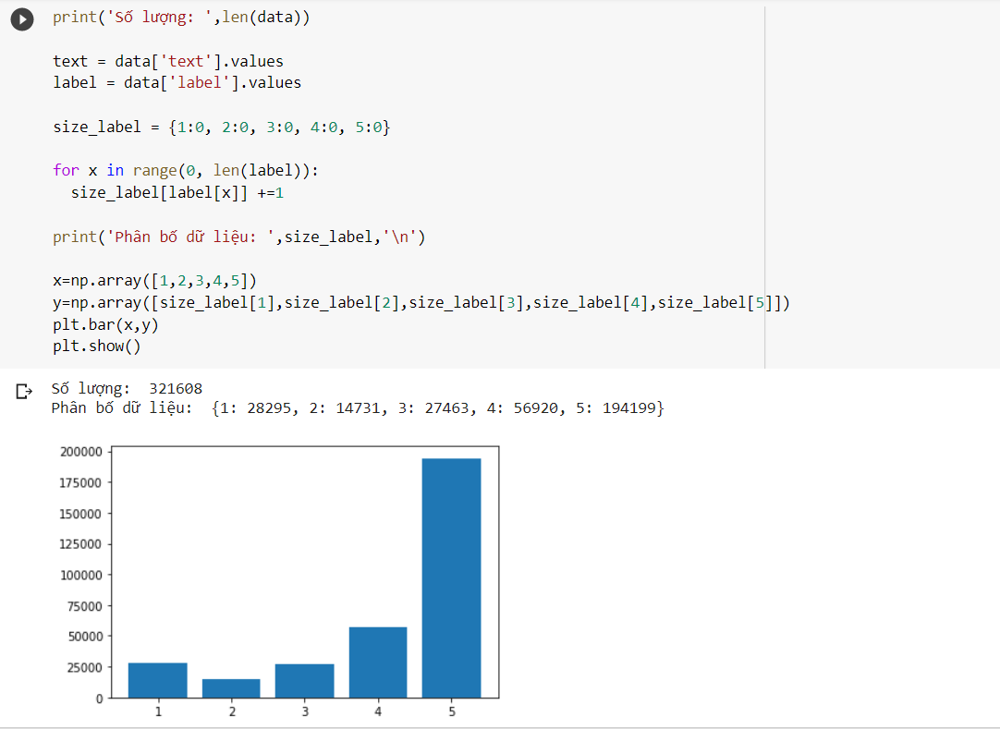 print('Số lượng: ',len(data))
text = data['text'].values
label = data['label'].values
size_label = {1:0, 2:0, 3:0, 4:0, 5:0}
for x in range(0, len(label)):
  size_label[label[x]] +=1
print('Phân bố dữ liệu: ',size_label,'\n')
x=np.array([1,2,3,4,5])
y=np.array([size_label[1],size_label[2],size_label[3],size_label[4],size_label[5]])
plt.bar(x,y)
plt.show()
Số lượng:  321608
Phân bố dữ liệu:  {1: 28295, 2: 14731, 3: 27463, 4: 56920, 5: 194199}
200000
175000
150000
125000
100000
75000
50000
25000
0
1 2 3 4 5